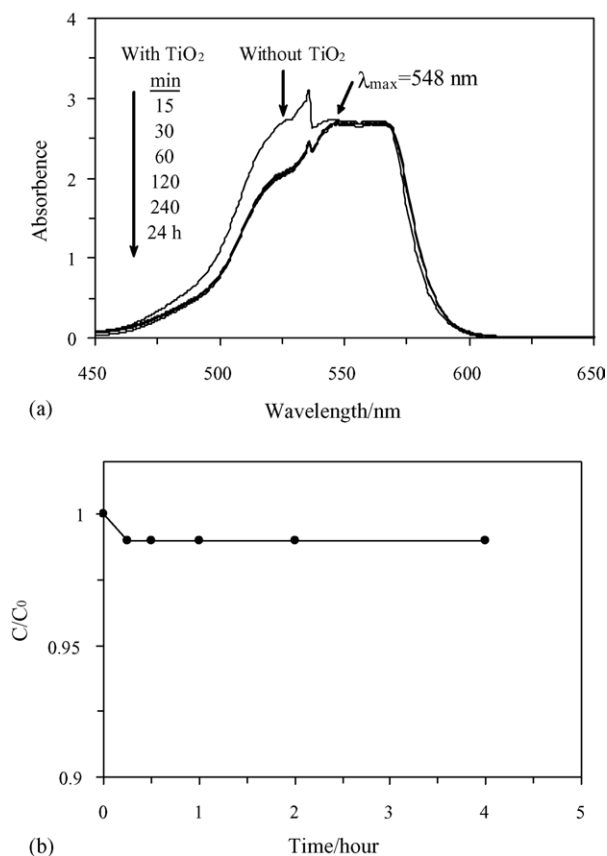 4
With TiO₂
Without TiO₂
min
λmax=548 nm
15
3
30
60
2
120
240
24 h
1
0
Absorbence
450
500
550
600
650
(a)
Wavelength/nm
1
0.95
0.9
C/C₀
0
1
2
3
4
5
(b)
Time/hour